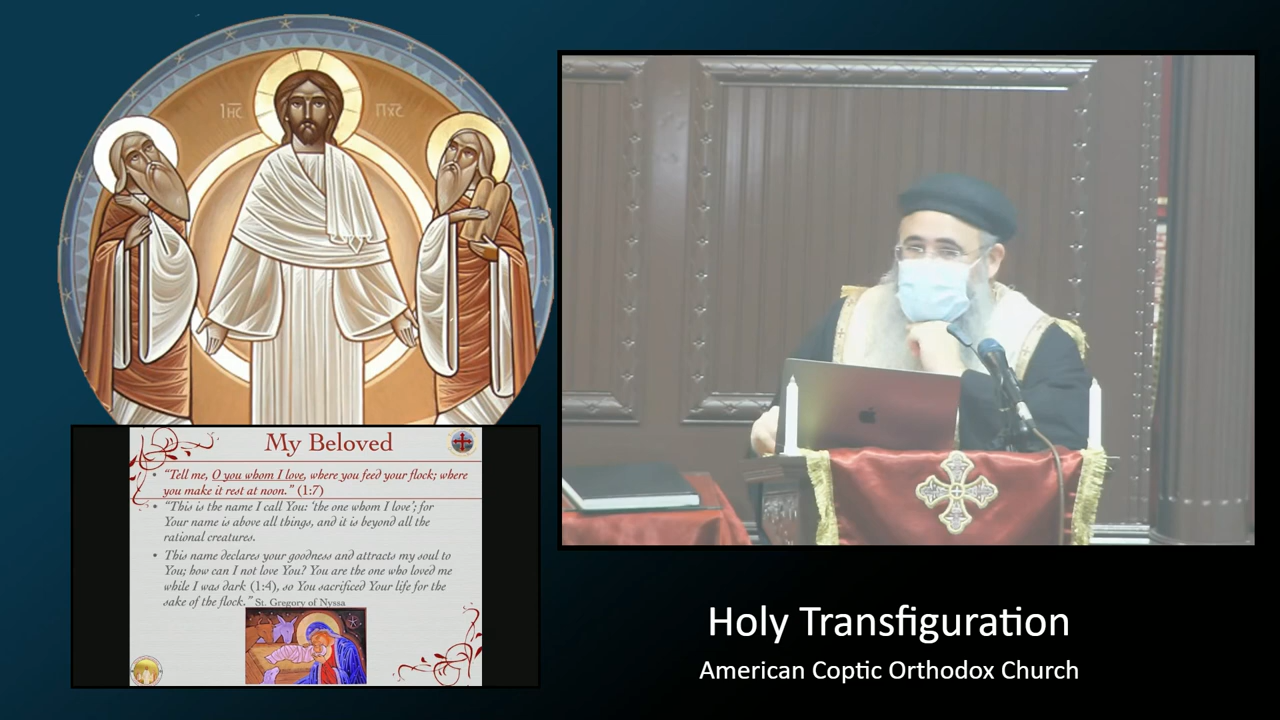 ΙΗС ΠΧС
My Beloved
• “Tell me, O you whom I love, where you feed your flock; where
you make it rest at noon.” (1:7)
• “This is the name I call You: ‘the one whom I love’; for
Your name is above all things, and it is beyond all the
rational creatures.
• This name declares your goodness and attracts my soul to
You; how can I not love You? You are the one who loved me
while I was dark (1:4), so You sacrificed Your life for the
sake of the flock.” St. Gregory of Nyssa
Holy Transfiguration
American Coptic Orthodox Church